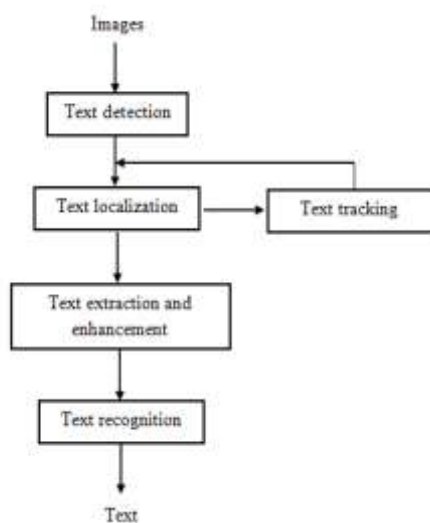 Images
Text detection
Text localization
Text tracking
Text extraction and
enhancement
Text recognition
Text